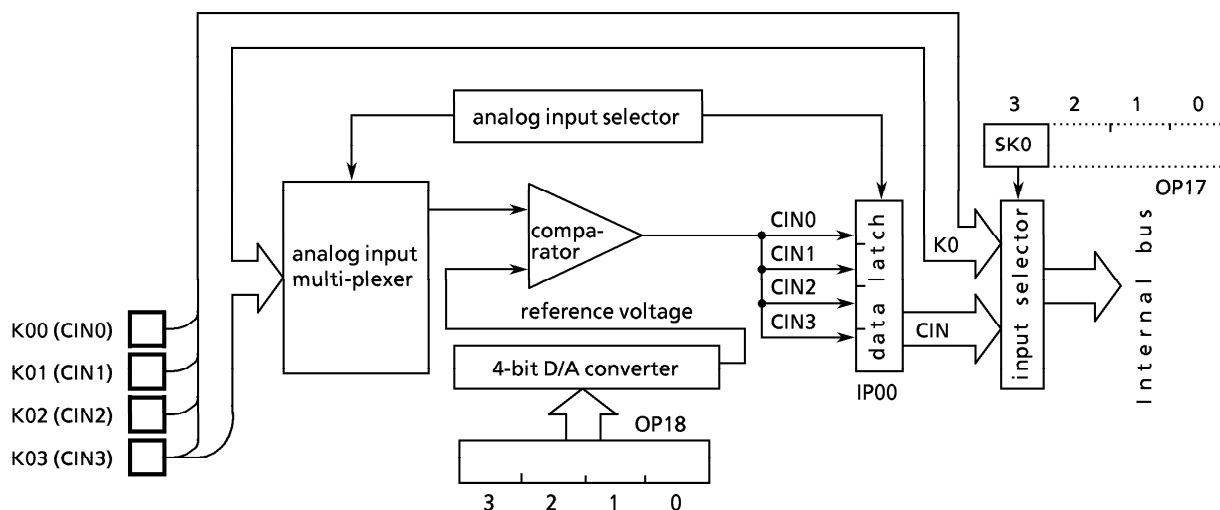 analog input selector
3 2 1 0
SK0
OP17
analog input
multi-plexer
compa-
rator
CIN0
CIN1
CIN2
CIN3
data latch
IP00
K0
CIN
input selector
Internal bus
reference voltage
4-bit D/A converter
OP18
3 2 1 0
K00 (CIN0)
K01 (CIN1)
K02 (CIN2)
K03 (CIN3)